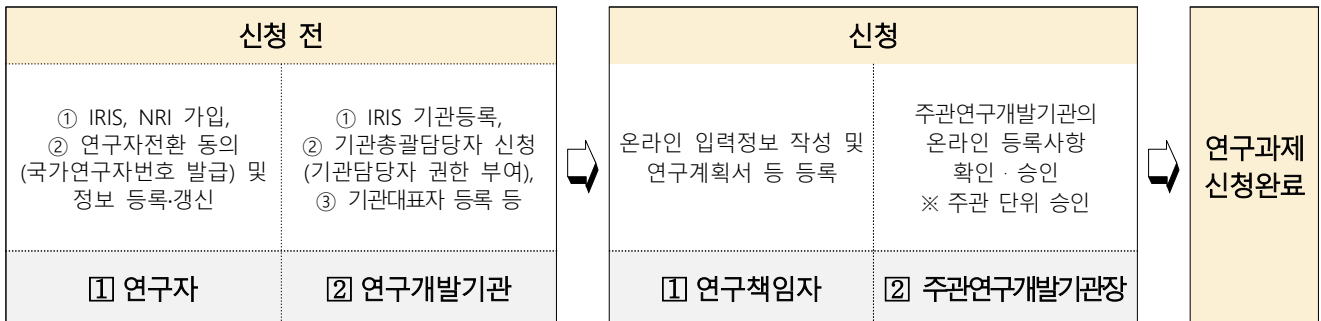 신청 전
① IRIS, NRI 가입,
② 연구자전환 동의
(국가연구자번호 발급) 및
정보 등록·갱신
① IRIS 기관등록,
② 기관총괄담당자 신청
(기관담당자 권한 부여),
③ 기관대표자 등록 등
1 연구자
2 연구개발기관
신청
온라인 입력정보 작성 및
연구계획서 등 등록
주관연구개발기관의
온라인 등록사항
확인 · 승인
※ 주관 단위 승인
1 연구책임자
2 주관연구개발기관장
연구과제
신청완료